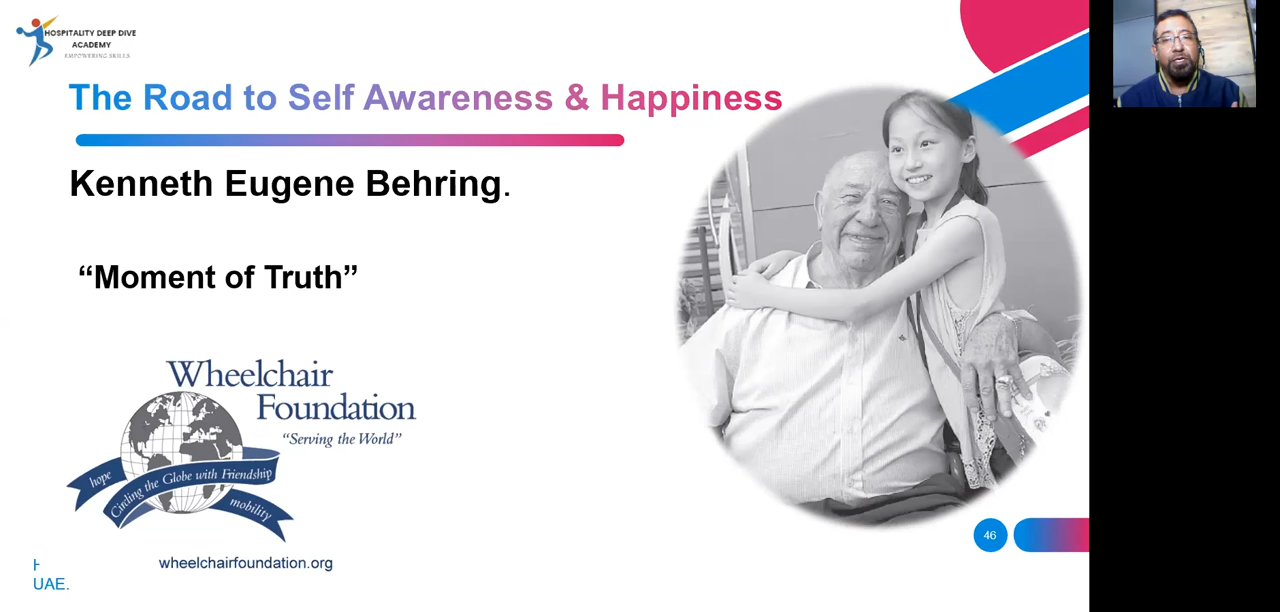 HOSPITALITY DEEP DIVE
ACADEMY
EMPOWERING SKILLS
The Road to Self Awareness & Happiness
Kenneth Eugene Behring.
“Moment of Truth”
Wheelchair
Foundation
“Serving the World”
hope
Circling the Globe with Friendship
mobility
wheelchairfoundation.org
46
UAE.